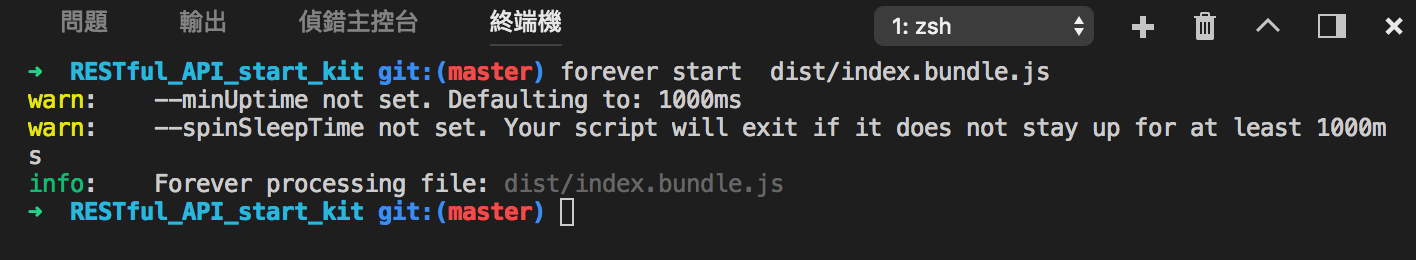 問題 輸出 偵錯主控台 終端機 1: zsh
➜  RESTful_API_start_kit git:(master) forever start  dist/index.bundle.js
warn:    --minUptime not set. Defaulting to: 1000ms
warn:    --spinSleepTime not set. Your script will exit if it does not stay up for at least 1000m
s
info:    Forever processing file: dist/index.bundle.js
➜  RESTful_API_start_kit git:(master)